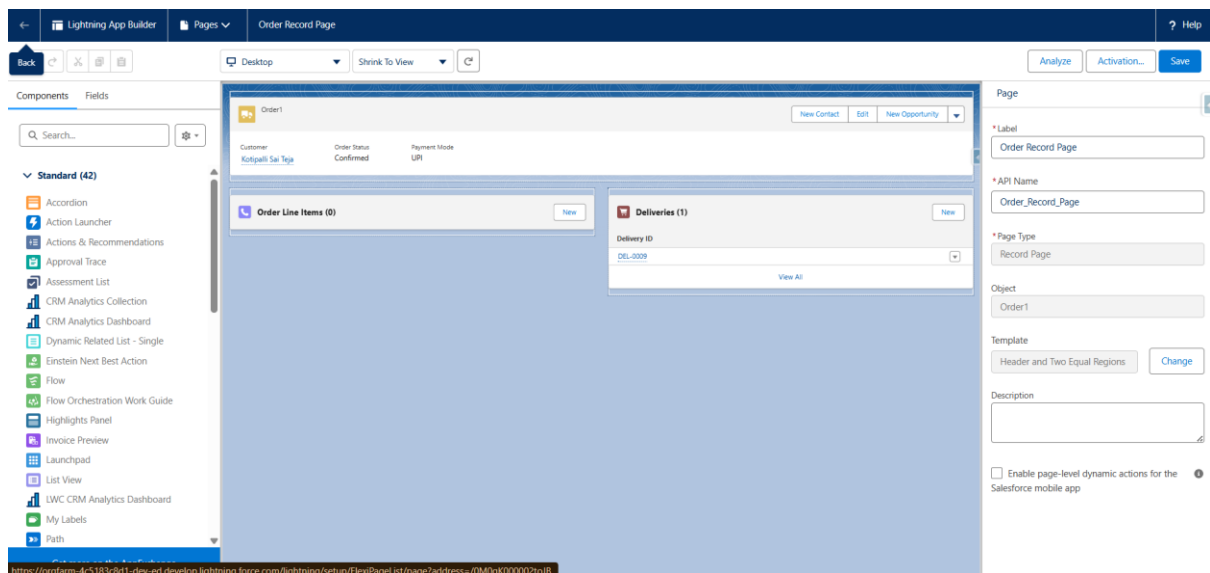 Lightning App Builder
Pages
Order Record Page
? Help
Back
Desktop
Shrink To View
Analyze
Activation...
Save
Components
Fields
Search...
Standard (42)
Accordion
Action Launcher
Actions & Recommendations
Approval Trace
Assessment List
CRM Analytics Collection
CRM Analytics Dashboard
Dynamic Related List - Single
Einstein Next Best Action
Flow
Flow Orchestration Work Guide
Highlights Panel
Invoice Preview
Launchpad
List View
LWC CRM Analytics Dashboard
My Labels
Path
Order1
New Contact
Edit
New Opportunity
Customer
Order Status
Payment Mode
Kotipalli Sai Teja
Confirmed
UPI
Order Line Items (0)
New
Deliveries (1)
New
Delivery ID
DEL-0009
View All
Page
*Label
Order Record Page
*API Name
Order_Record_Page
*Page Type
Record Page
Object
Order1
Template
Header and Two Equal Regions
Change
Description
Enable page-level dynamic actions for the
Salesforce mobile app